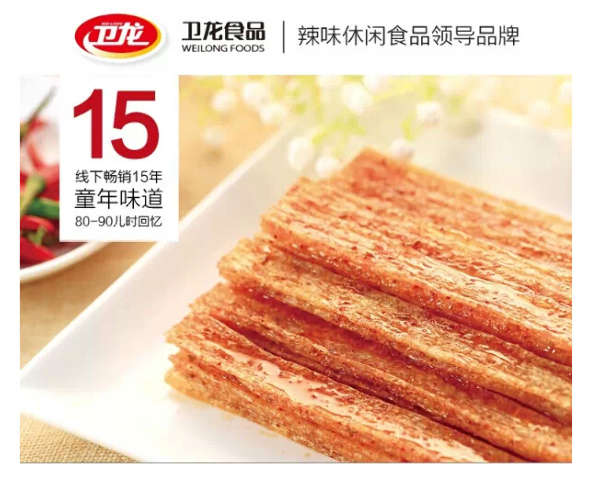 卫龙
卫龙食品
WEILONG FOODS
辣味休闲食品领导品牌
15
线下畅销15年
童年味道
80-90儿时回忆